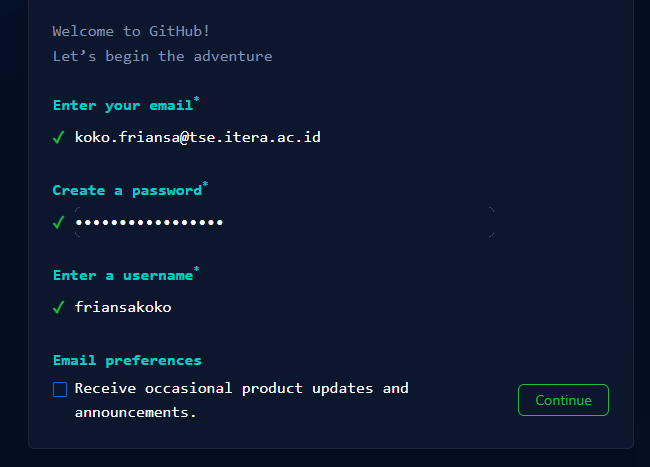 Welcome to GitHub!
Let’s begin the adventure
Enter your email*
✓ koko.friansa@tse.itera.ac.id
Create a password*
✓ •••••••••••••••••
Enter a username*
✓ friansakoko
Email preferences
Receive occasional product updates and
announcements.
Continue